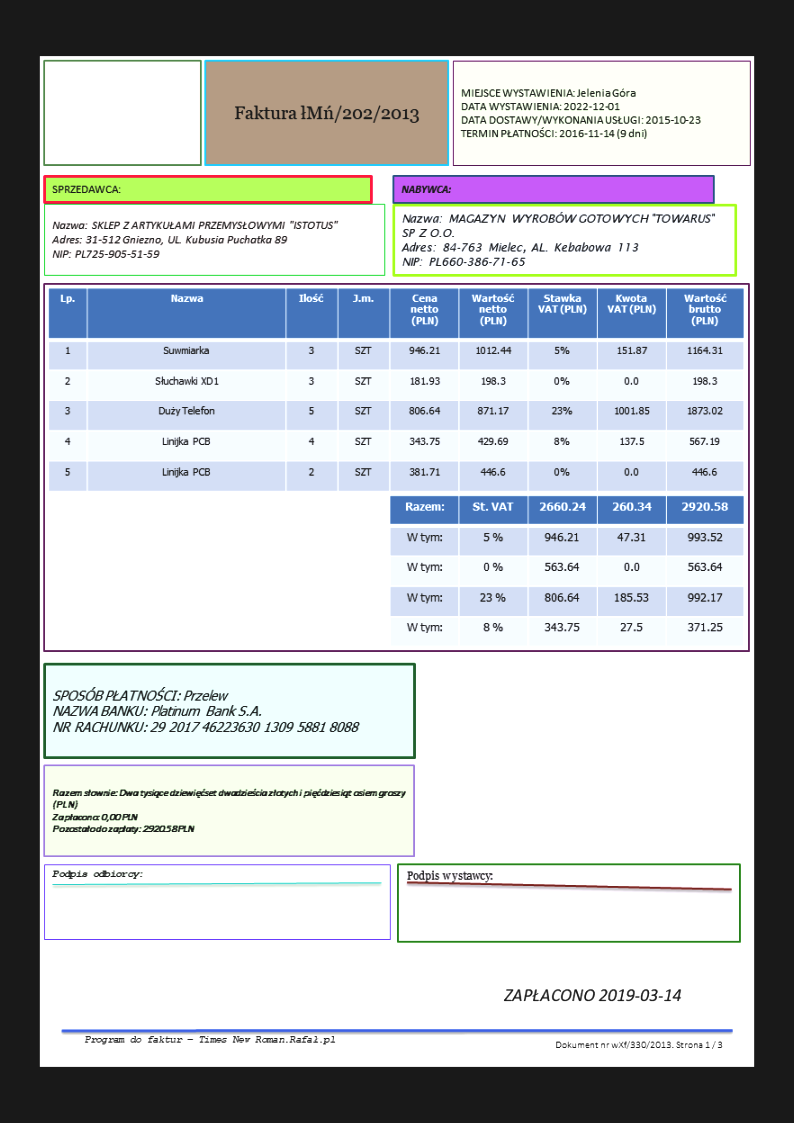 Faktura łMń/202/2013
MIEJSCE WYSTAWIENIA: Jelenia Góra
DATA WYSTAWIENIA: 2022-12-01
DATA DOSTAWY/WYKONANIA USŁUGI: 2015-10-23
TERMIN PŁATNOŚCI: 2016-11-14 (9 dni)
SPRZEDAWCA:
Nazwa: SKLEP Z ARTYKUŁAMI PRZEMYSŁOWYMI "ISTOTUS"
Adres: 31-512 Gniezno, UL. Kubusia Puchatka 89
NIP: PL725-905-51-59
NABYWCA:
Nazwa: MAGAZYN WYROBÓW GOTOWYCH "TOWARUS"
SP Z O.O.
Adres: 84-763 Mielec, AL. Kebabowa 113
NIP: PL660-386-71-65
Lp. Nazwa Ilość J.m. Cena netto (PLN) Wartość netto (PLN) Stawka VAT (PLN) Kwota VAT (PLN) Wartość brutto (PLN)
1 Suwmiarka 3 SZT 946.21 1012.44 5% 151.87 1164.31
2 Słuchawki XD1 3 SZT 181.93 198.3 0% 0.0 198.3
3 Duży Telefon 5 SZT 806.64 871.17 23% 1001.85 1873.02
4 Linijka PCB 4 SZT 343.75 429.69 8% 137.5 567.19
5 Linijka PCB 2 SZT 381.71 446.6 0% 0.0 446.6
Razem: St. VAT 2660.24 260.34 2920.58
W tym: 5 % 946.21 47.31 993.52
W tym: 0 % 563.64 0.0 563.64
W tym: 23 % 806.64 185.53 992.17
W tym: 8 % 343.75 27.5 371.25
SPOSÓB PŁATNOŚCI: Przelew
NAZWA BANKU: Platinum Bank S.A.
NR RACHUNKU: 29 2017 46223630 1309 5881 8088
Razem słownie: Dwa tysiące dziewięćset dwadzieścia złotych i pięćdziesiąt osiem groszy
(PLN)
Zapłacono: 0,00 PLN
Pozostało do zapłaty: 2920.58 PLN
Podpis odbiorcy:
Podpis wystawcy:
ZAPŁACONO 2019-03-14
Program do faktur – Times New Roman.Rafał.pl
Dokument nr wXf/330/2013. Strona 1 / 3